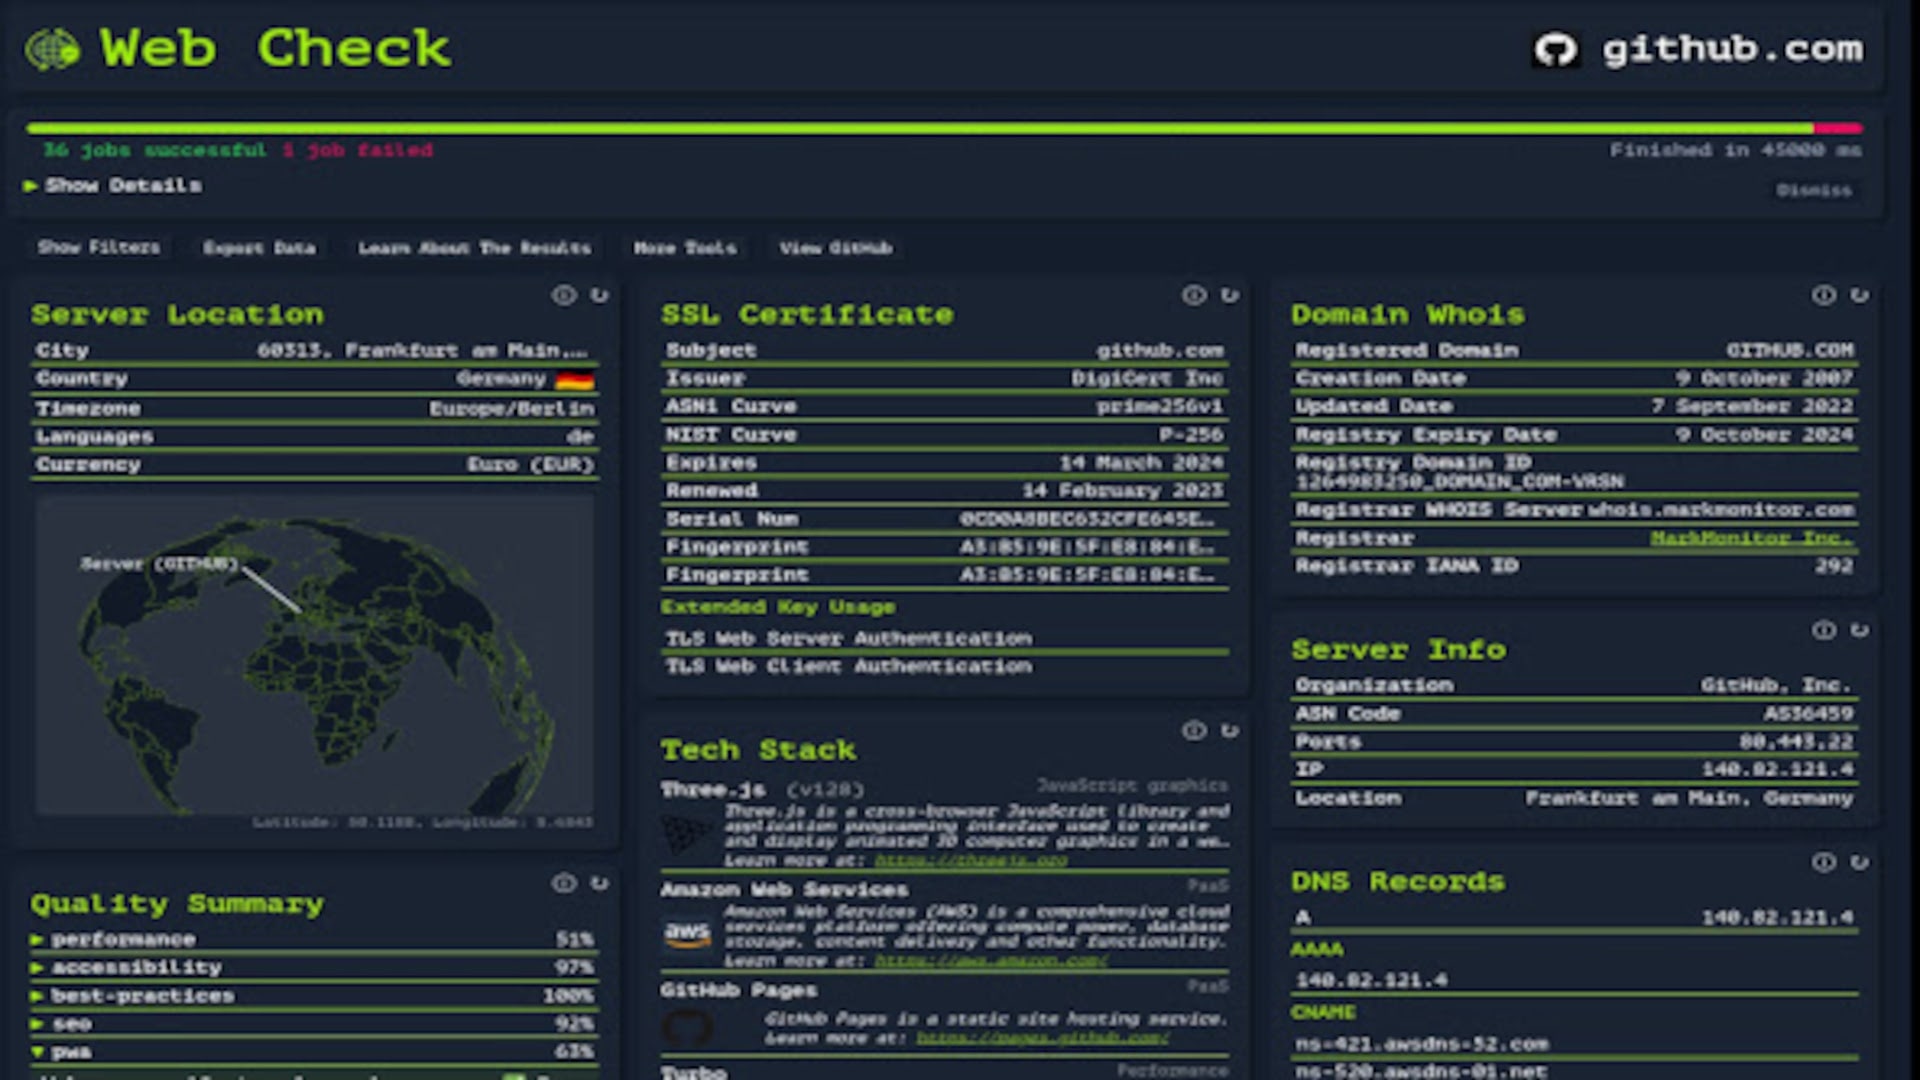 Web Check
github.com
36 jobs successful 1 job failed
Finished in 45000 ms
Show Details
Dismiss
Show Filters
Export Data
Learn About The Results
More Tools
View GitHub
Server Location
City 60313, Frankfurt am Main,...
Country Germany
Timezone Europe/Berlin
Languages de
Currency Euro (EUR)
Server (GITHUB)
Quality Summary
performance 51%
accessibility 97%
best-practices 100%
seo 92%
pwa 63%
SSL Certificate
Subject github.com
Issuer DigiCert Inc
ASN1 Curve prime256v1
NIST Curve P-256
Expires 14 March 2024
Renewed 14 February 2023
Serial Num 0CD0A8BEC632CFE645E…
Fingerprint A3:B5:9E:5F:E8:84:E…
Fingerprint A3:B5:9E:5F:E8:84:E…
Extended Key Usage
TLS Web Server Authentication
TLS Web Client Authentication
Tech Stack
Three.js (v128) JavaScript graphics
Three.js is a cross-browser JavaScript library and
application programming interface used to create
and display animated 3D computer graphics in a we…
Learn more at: https://threejs.org
Amazon Web Services PaaS
aws
Amazon Web Services (AWS) is a comprehensive cloud
services platform offering compute power, database
storage, content delivery and other functionality.
Learn more at: https://aws.amazon.com/
GitHub Pages PaaS
GitHub Pages is a static site hosting service.
Learn more at: https://pages.github.com/
Turbo Performance
Domain Whois
Registered Domain GITHUB.COM
Creation Date 9 October 2007
Updated Date 7 September 2022
Registry Expiry Date 9 October 2024
Registry Domain ID
1264983250_DOMAIN_COM-VRSN
Registrar WHOIS Server whois.markmonitor.com
Registrar MarkMonitor Inc.
Registrar IANA ID 292
Server Info
Organization GitHub, Inc.
ASN Code AS36459
Ports 80,443,22
IP 140.82.121.4
Location Frankfurt am Main, Germany
DNS Records
A 140.82.121.4
AAAA
140.82.121.4
CNAME
ns-421.awsdns-52.com
ns-520.awsdns-01.net